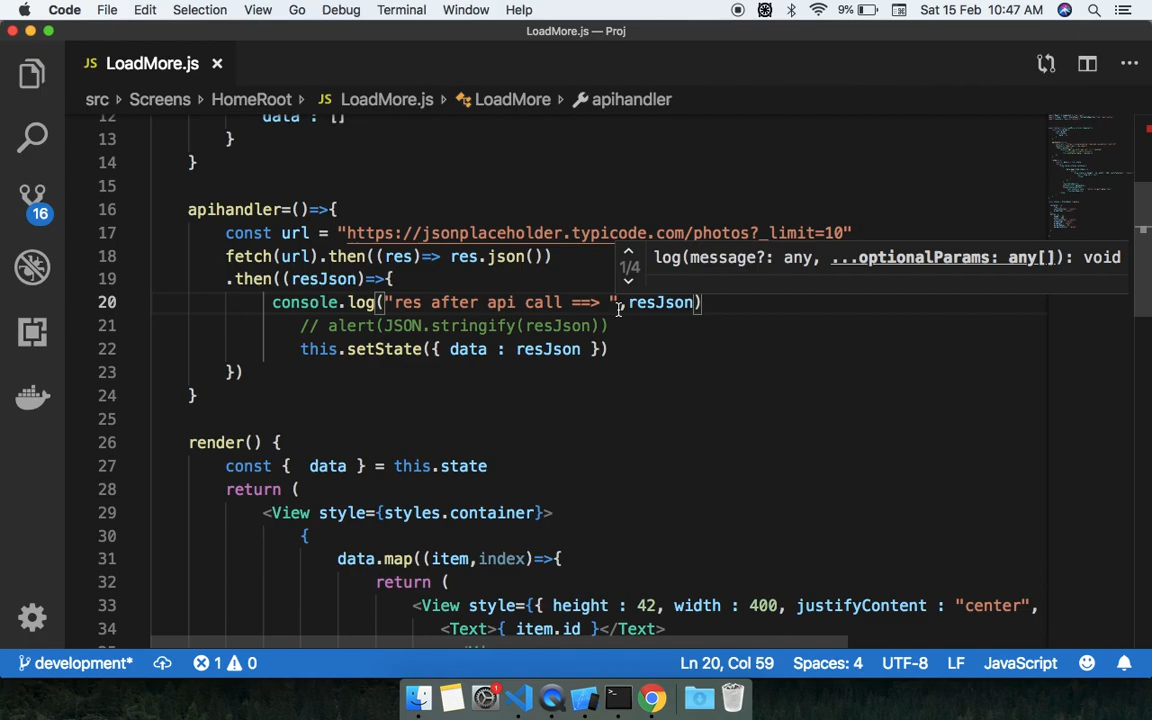 Code File Edit Selection View Go Debug Terminal Window Help 9% Sat 15 Feb 10:47 AM
LoadMore.js — Proj
JS LoadMore.js ×
src › Screens › HomeRoot › JS LoadMore.js › LoadMore › apihandler
12 data : []
13 }
14 }
15
16 apihandler=()=>{
17 const url = "https://jsonplaceholder.typicode.com/photos?_limit=10"
18 fetch(url).then((res)=> res.json())
1/4 log(message?: any, ...optionalParams: any[]): void
19 .then((resJson)=>{
20 console.log("res after api call ==> ",resJson)
21 // alert(JSON.stringify(resJson))
22 this.setState({ data : resJson })
23 })
24 }
25
26 render() {
27 const { data } = this.state
28 return (
29 <View style={styles.container}>
30 {
31 data.map((item,index)=>{
32 return (
33 <View style={{ height : 42, width : 400, justifyContent : "center",
34 <Text>{ item.id }</Text>
16
development* 1 0 Ln 20, Col 59 Spaces: 4 UTF-8 LF JavaScript
1